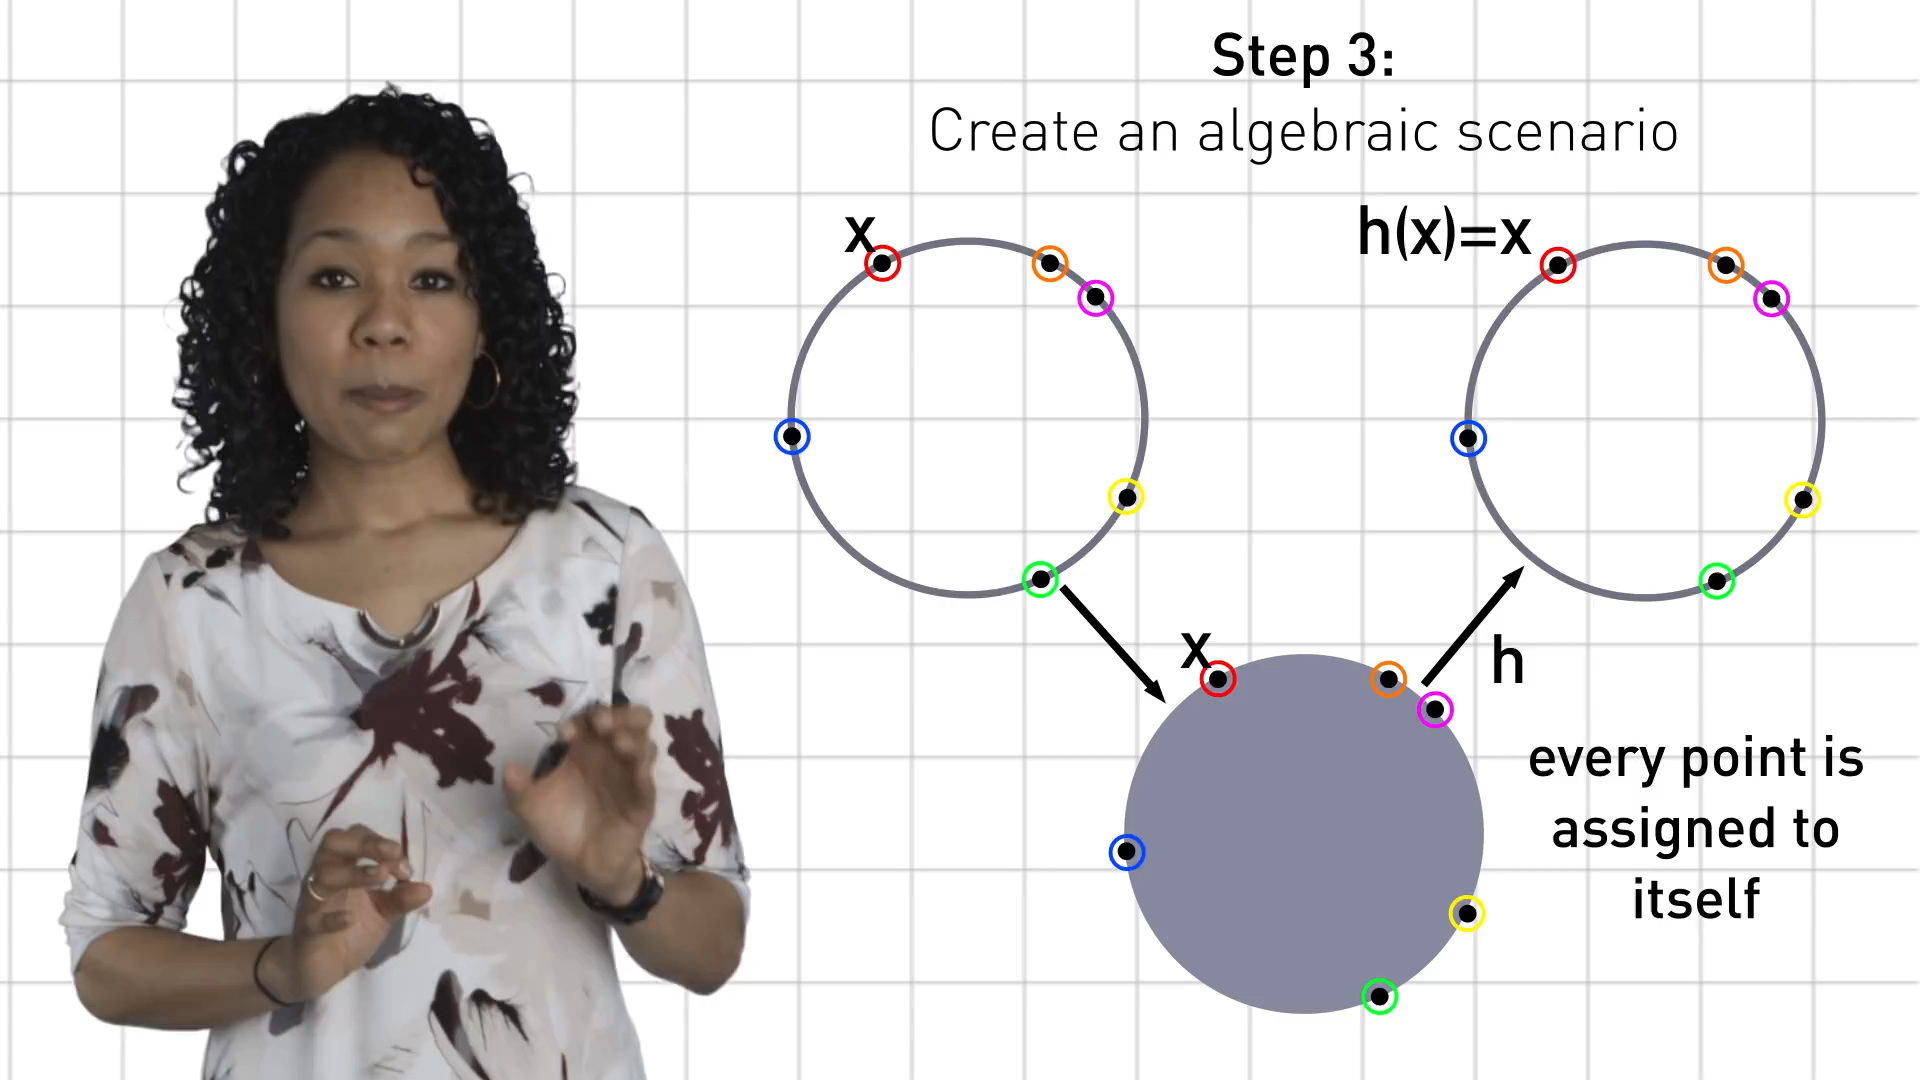 Step 3:
Create an algebraic scenario
x
h(x)=x
x
h
every point is
assigned to
itself